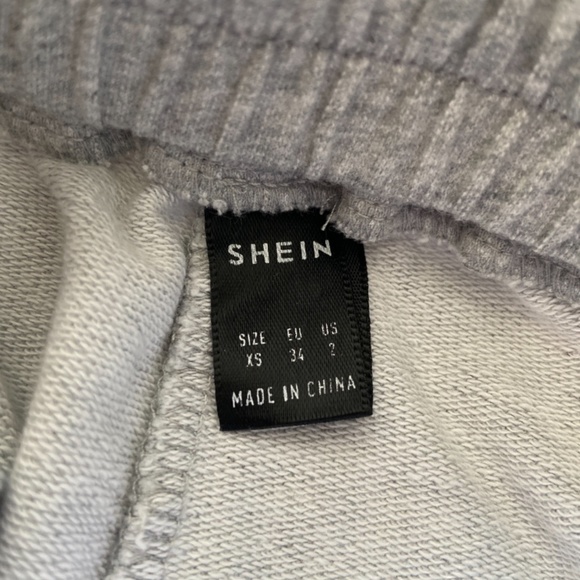 SHEIN
SIZE EU US
XS 34 2
MADE IN CHINA